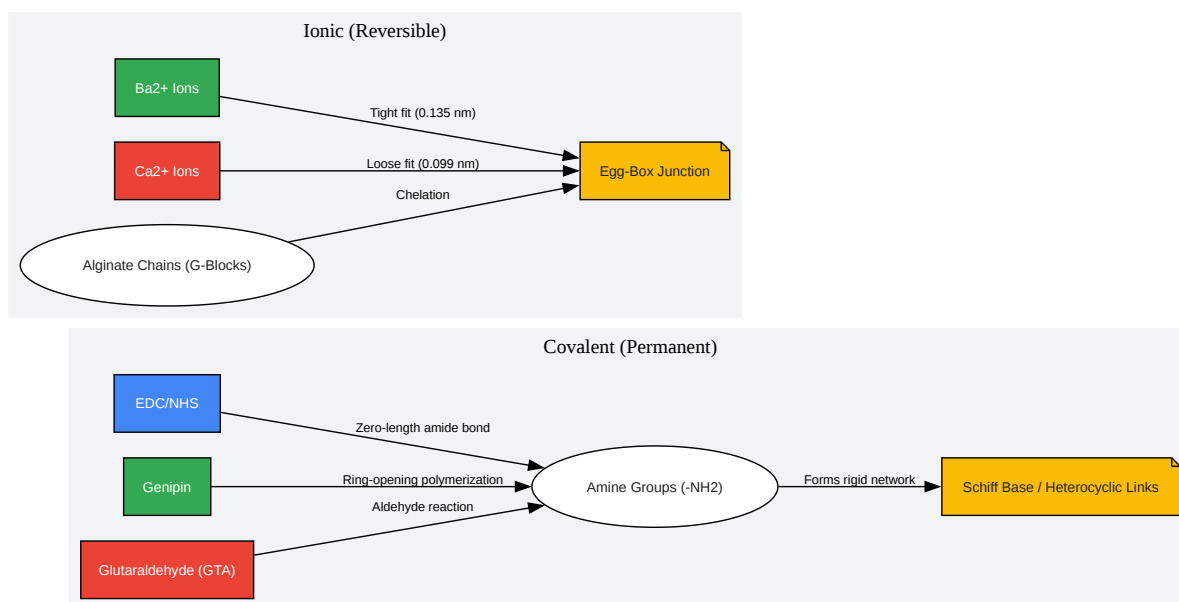 Ionic (Reversible)
Ba2+ Ions
Tight fit (0.135 nm)
Ca2+ Ions
Loose fit (0.099 nm)
Egg-Box Junction
Chelation
Alginate Chains (G-Blocks)
Covalent (Permanent)
EDC/NHS
Zero-length amide bond
Genipin
Ring-opening polymerization
Amine Groups (-NH2)
Forms rigid network
Schiff Base / Heterocyclic Links
Aldehyde reaction
Glutaraldehyde (GTA)